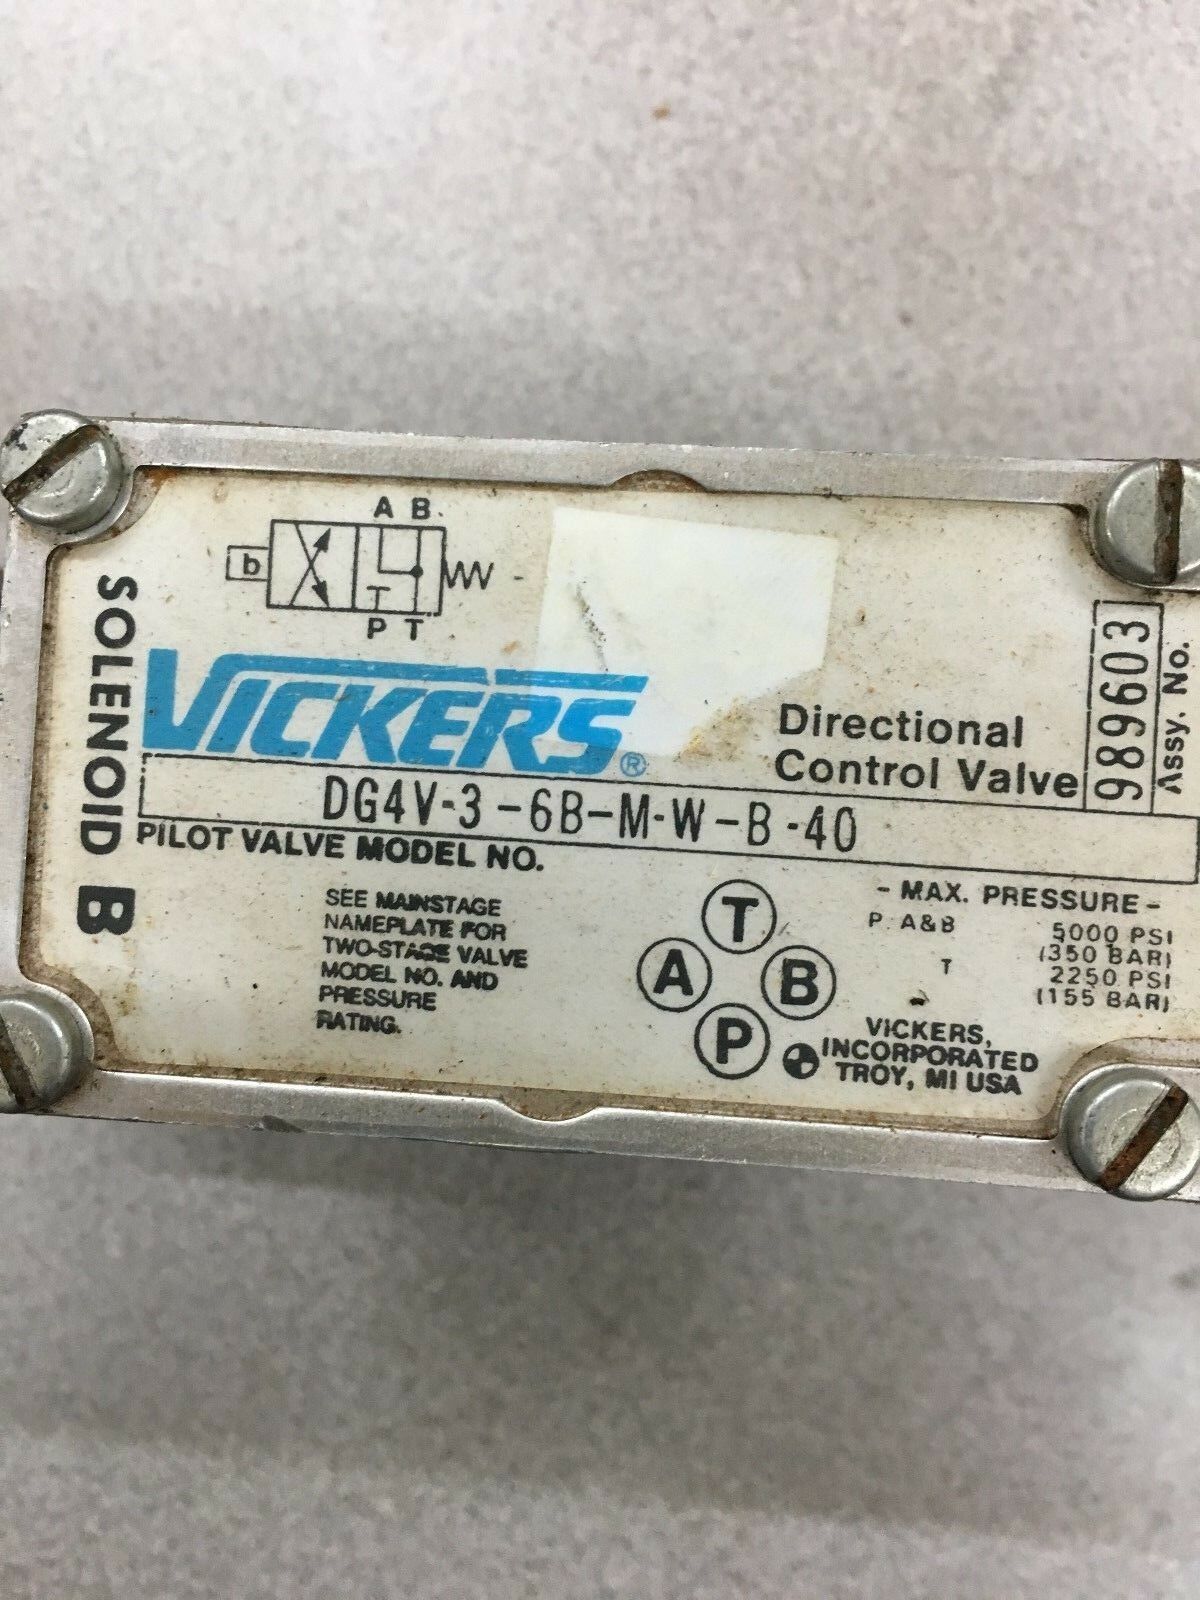 A B
b
T
P T
SOLENOID B
VICKERS®
Directional
Control Valve
989603
Assy. No.
DG4V-3-6B-M-W-B-40
PILOT VALVE MODEL NO.
SEE MAINSTAGE
NAMEPLATE FOR
TWO-STAGE VALVE
MODEL NO. AND
PRESSURE
RATING.
T
A B
P
- MAX. PRESSURE -
P. A&B 5000 PSI
(350 BAR)
T 2250 PSI
(155 BAR)
VICKERS,
INCORPORATED
TROY, MI USA